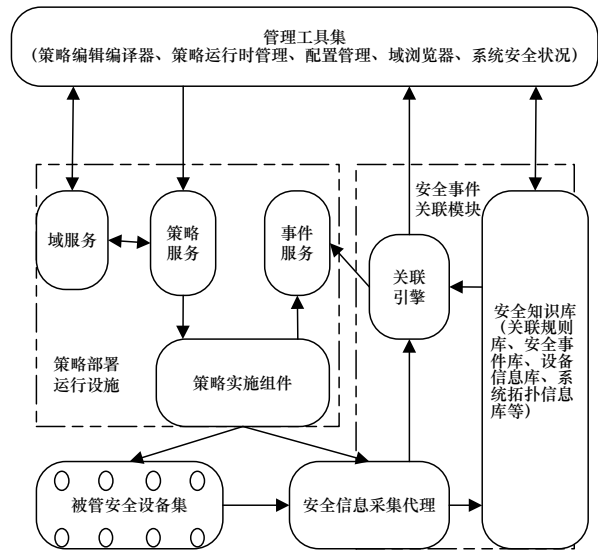 管理工具集
(策略编辑编译器、策略运行时管理、配置管理、域浏览器、系统安全状况)
安全事件
关联模块
域服务
策略
服务
事件
服务
关联
引擎
安全知识库
(关联规则
库、安全事
件库、设备
信息库、系
统拓扑信息
库等)
策略部署
运行设施
策略实施组件
被管安全设备集
安全信息采集代理